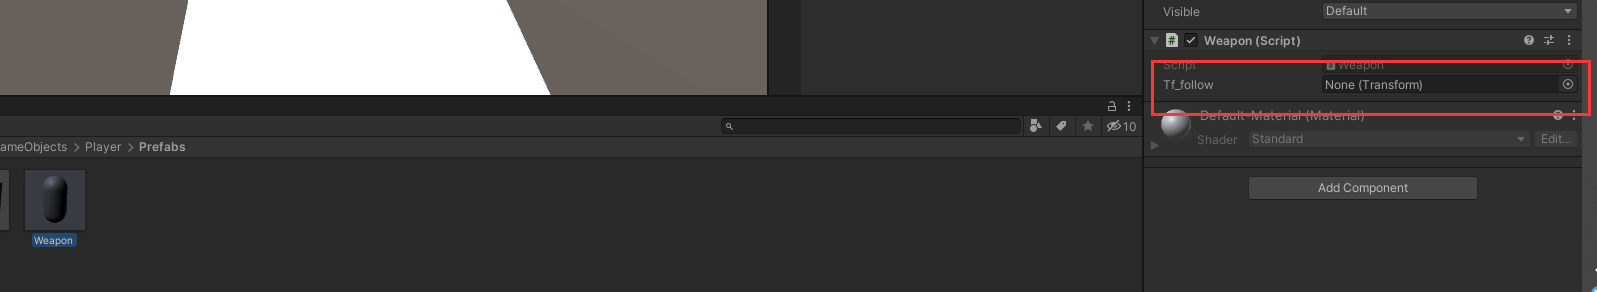 Visible Default
Weapon (Script)
Script Weapon
Tf_follow None (Transform)
Default-Material (Material)
Shader Standard Edit...
Add Component
10
ameObjects > Player > Prefabs
Weapon